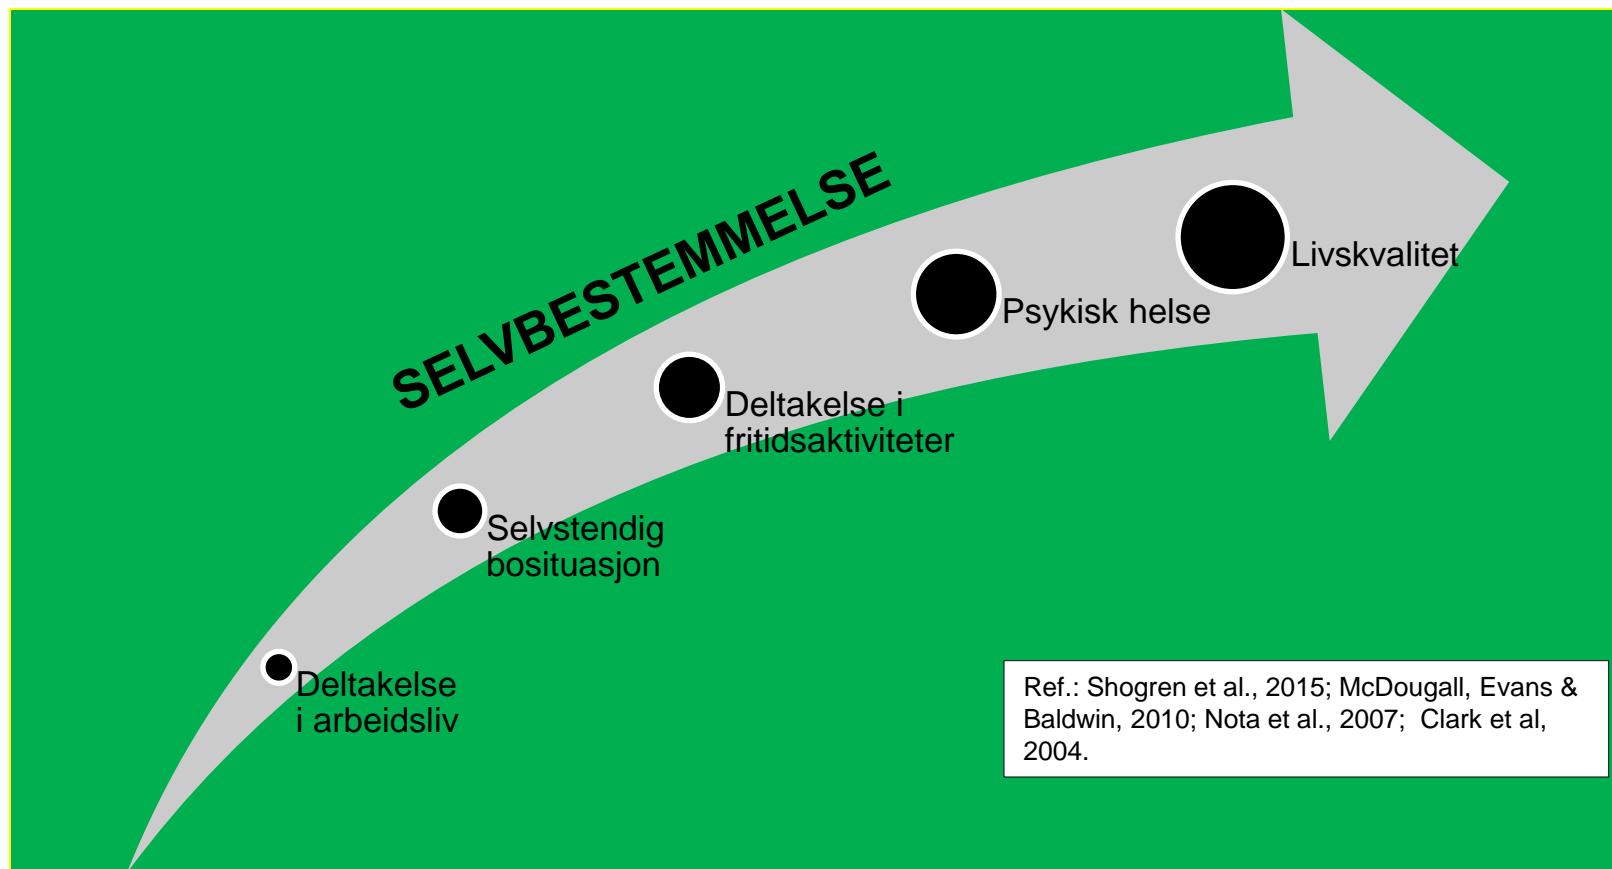 SELVBESTEMMELSE
Livskvalitet
Psykisk helse
Deltakelse i
fritidsaktiviteter
Selvstendig
bosituasjon
Deltakelse
i arbeidsliv
Ref.: Shogren et al., 2015; McDougall, Evans &
Baldwin, 2010; Nota et al., 2007;  Clark et al,
2004.